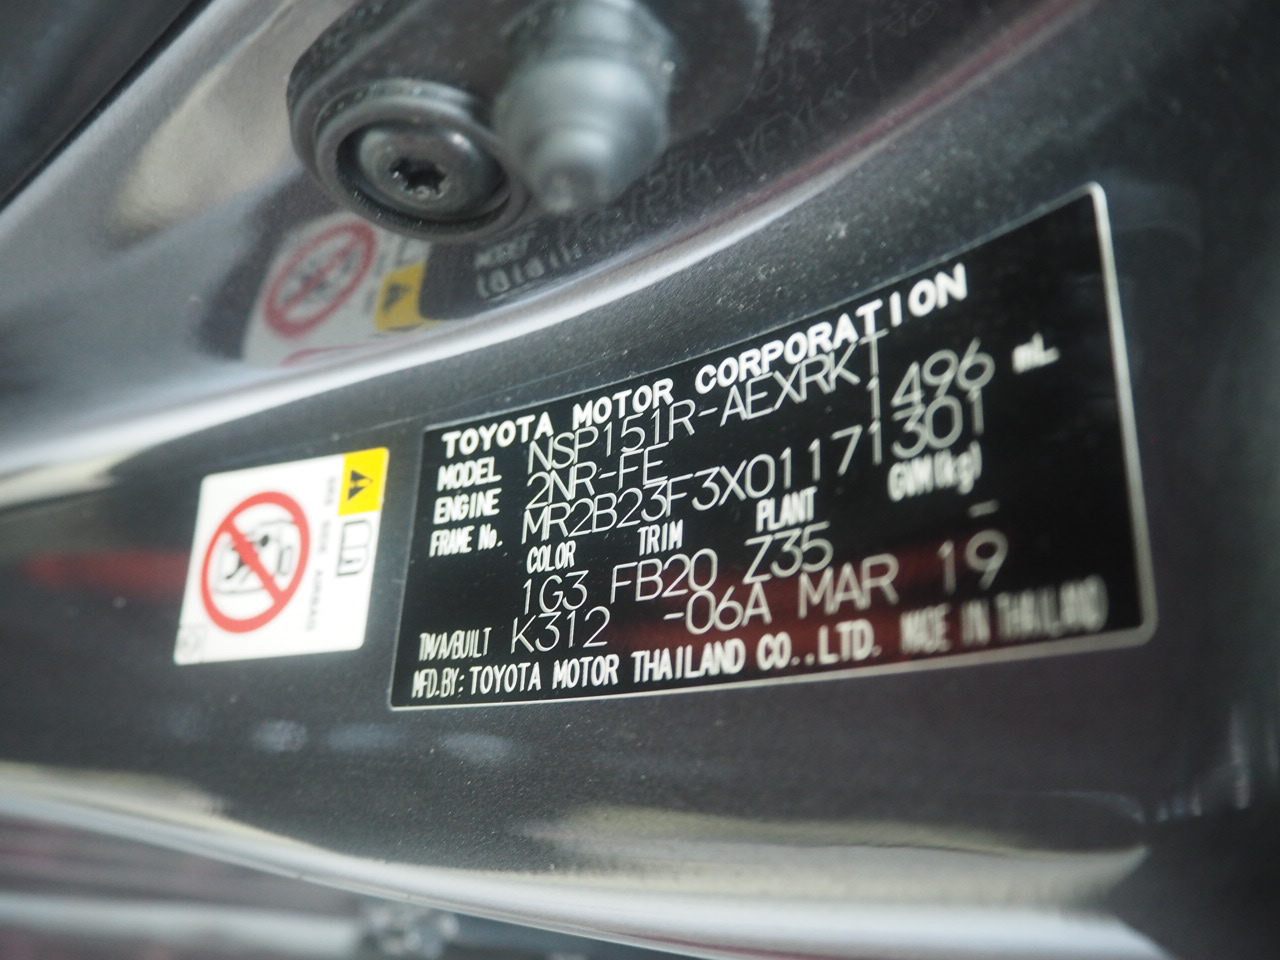 TOYOTA MOTOR CORPORATION
MODEL NSP151R-AEXRKT
ENGINE 2NR-FE 1496 mL
FRAME No. MR2B23F3X01171301
COLOR TRIM PLANT GVM(kg)
1G3 FB20 Z35 -
TM/A/BUILT K312 -06A MAR 19
MFD.BY: TOYOTA MOTOR THAILAND CO.,LTD. MADE IN THAILAND